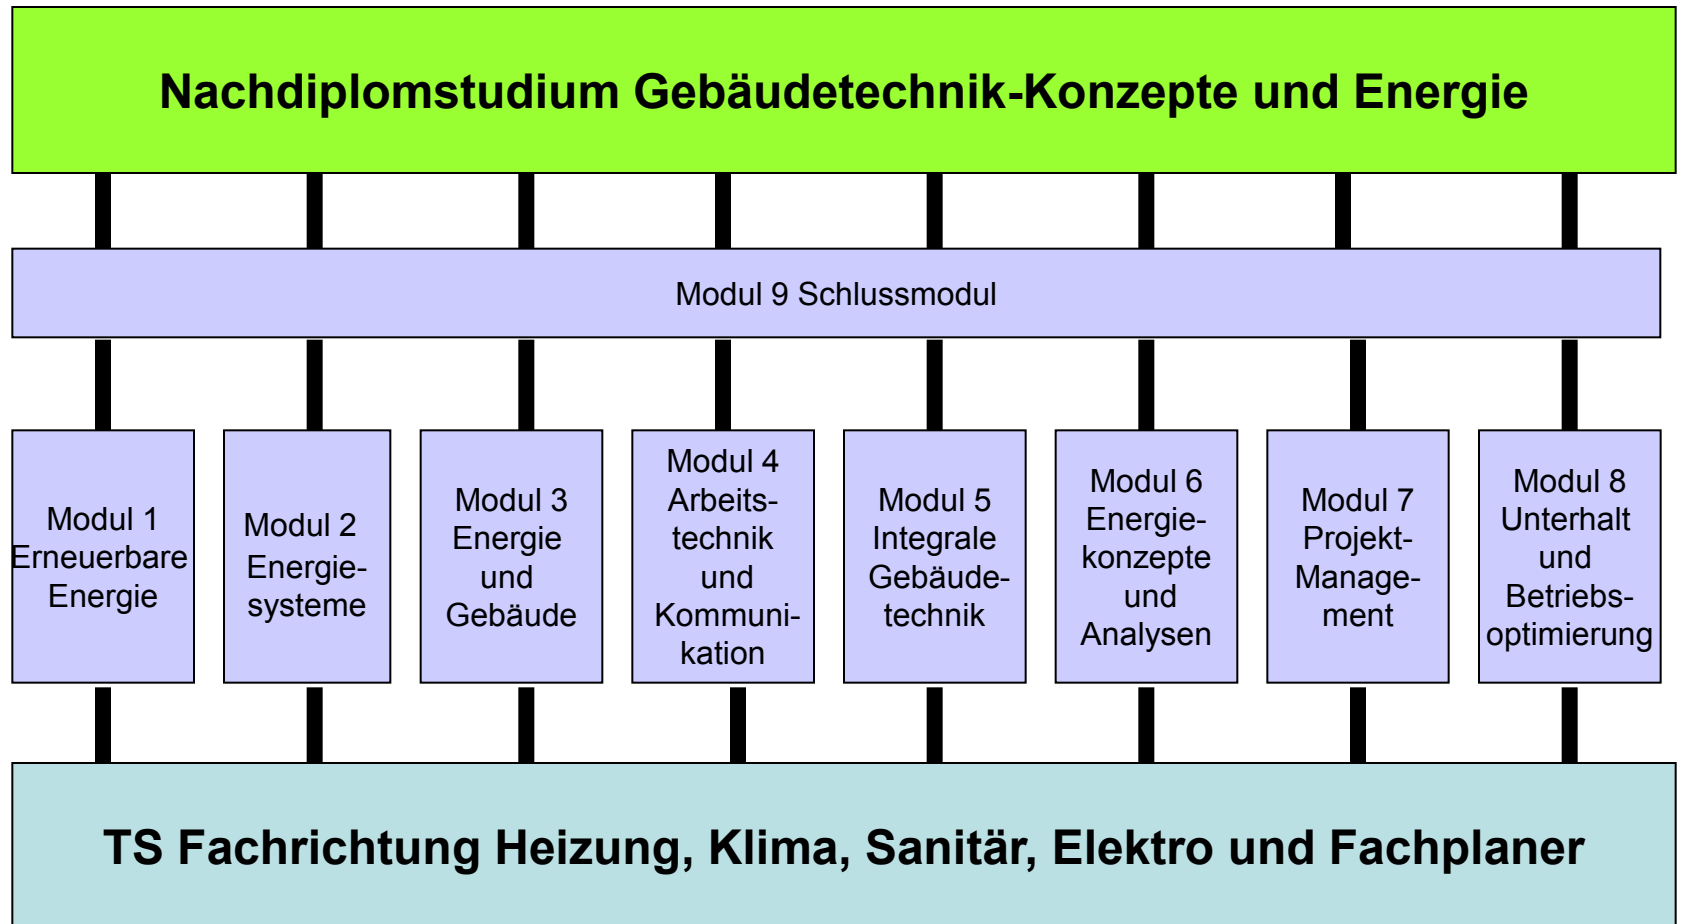 Nachdiplomstudium Gebäudetechnik-Konzepte und Energie
Modul 9 Schlussmodul
Modul 1
Erneuerbare
Energie
Modul 2
Energie-
systeme
Modul 3
Energie
und
Gebäude
Modul 4
Arbeits-
technik
und
Kommuni-
kation
Modul 5
Integrale
Gebäude-
technik
Modul 6
Energie-
konzepte
und
Analysen
Modul 7
Projekt-
Manage-
ment
Modul 8
Unterhalt
und
Betriebs-
optimierung
TS Fachrichtung Heizung, Klima, Sanitär, Elektro und Fachplaner